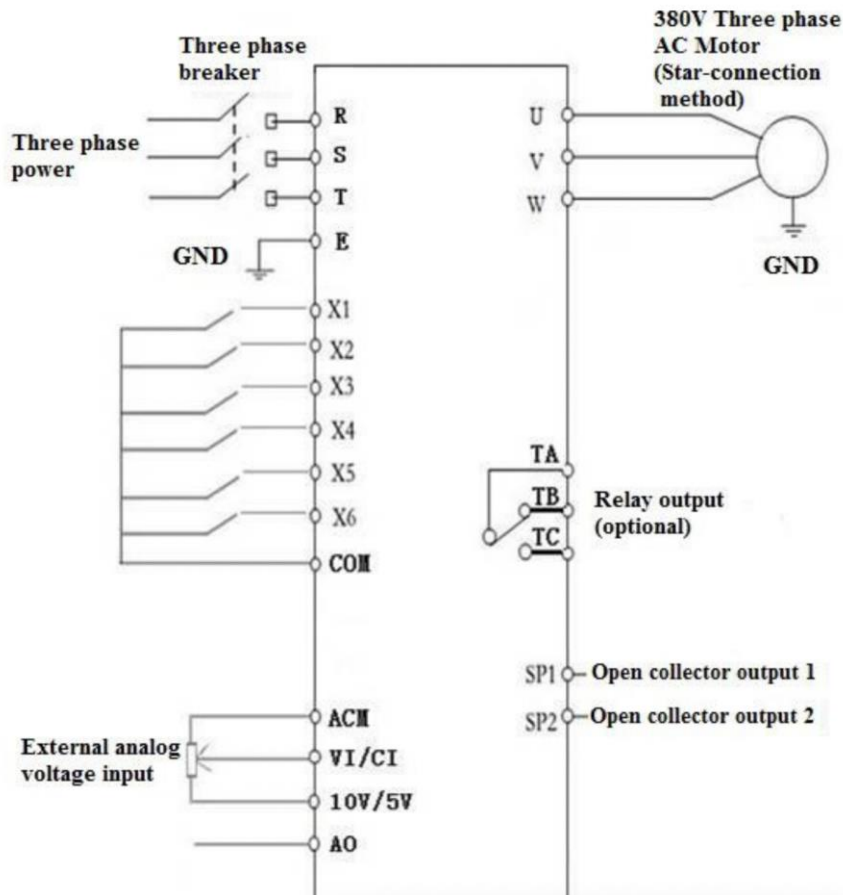 380V Three phase
AC Motor
(Star-connection
method)
Three phase
breaker
R
U
Three phase
power
S
V
T
W
E
GND
GND
X1
X2
X3
X4
X5
X6
COM
TA
TB
TC
Relay output
(optional)
SP1
Open collector output 1
SP2
Open collector output 2
ACM
External analog
voltage input
VI/CI
10V/5V
AO